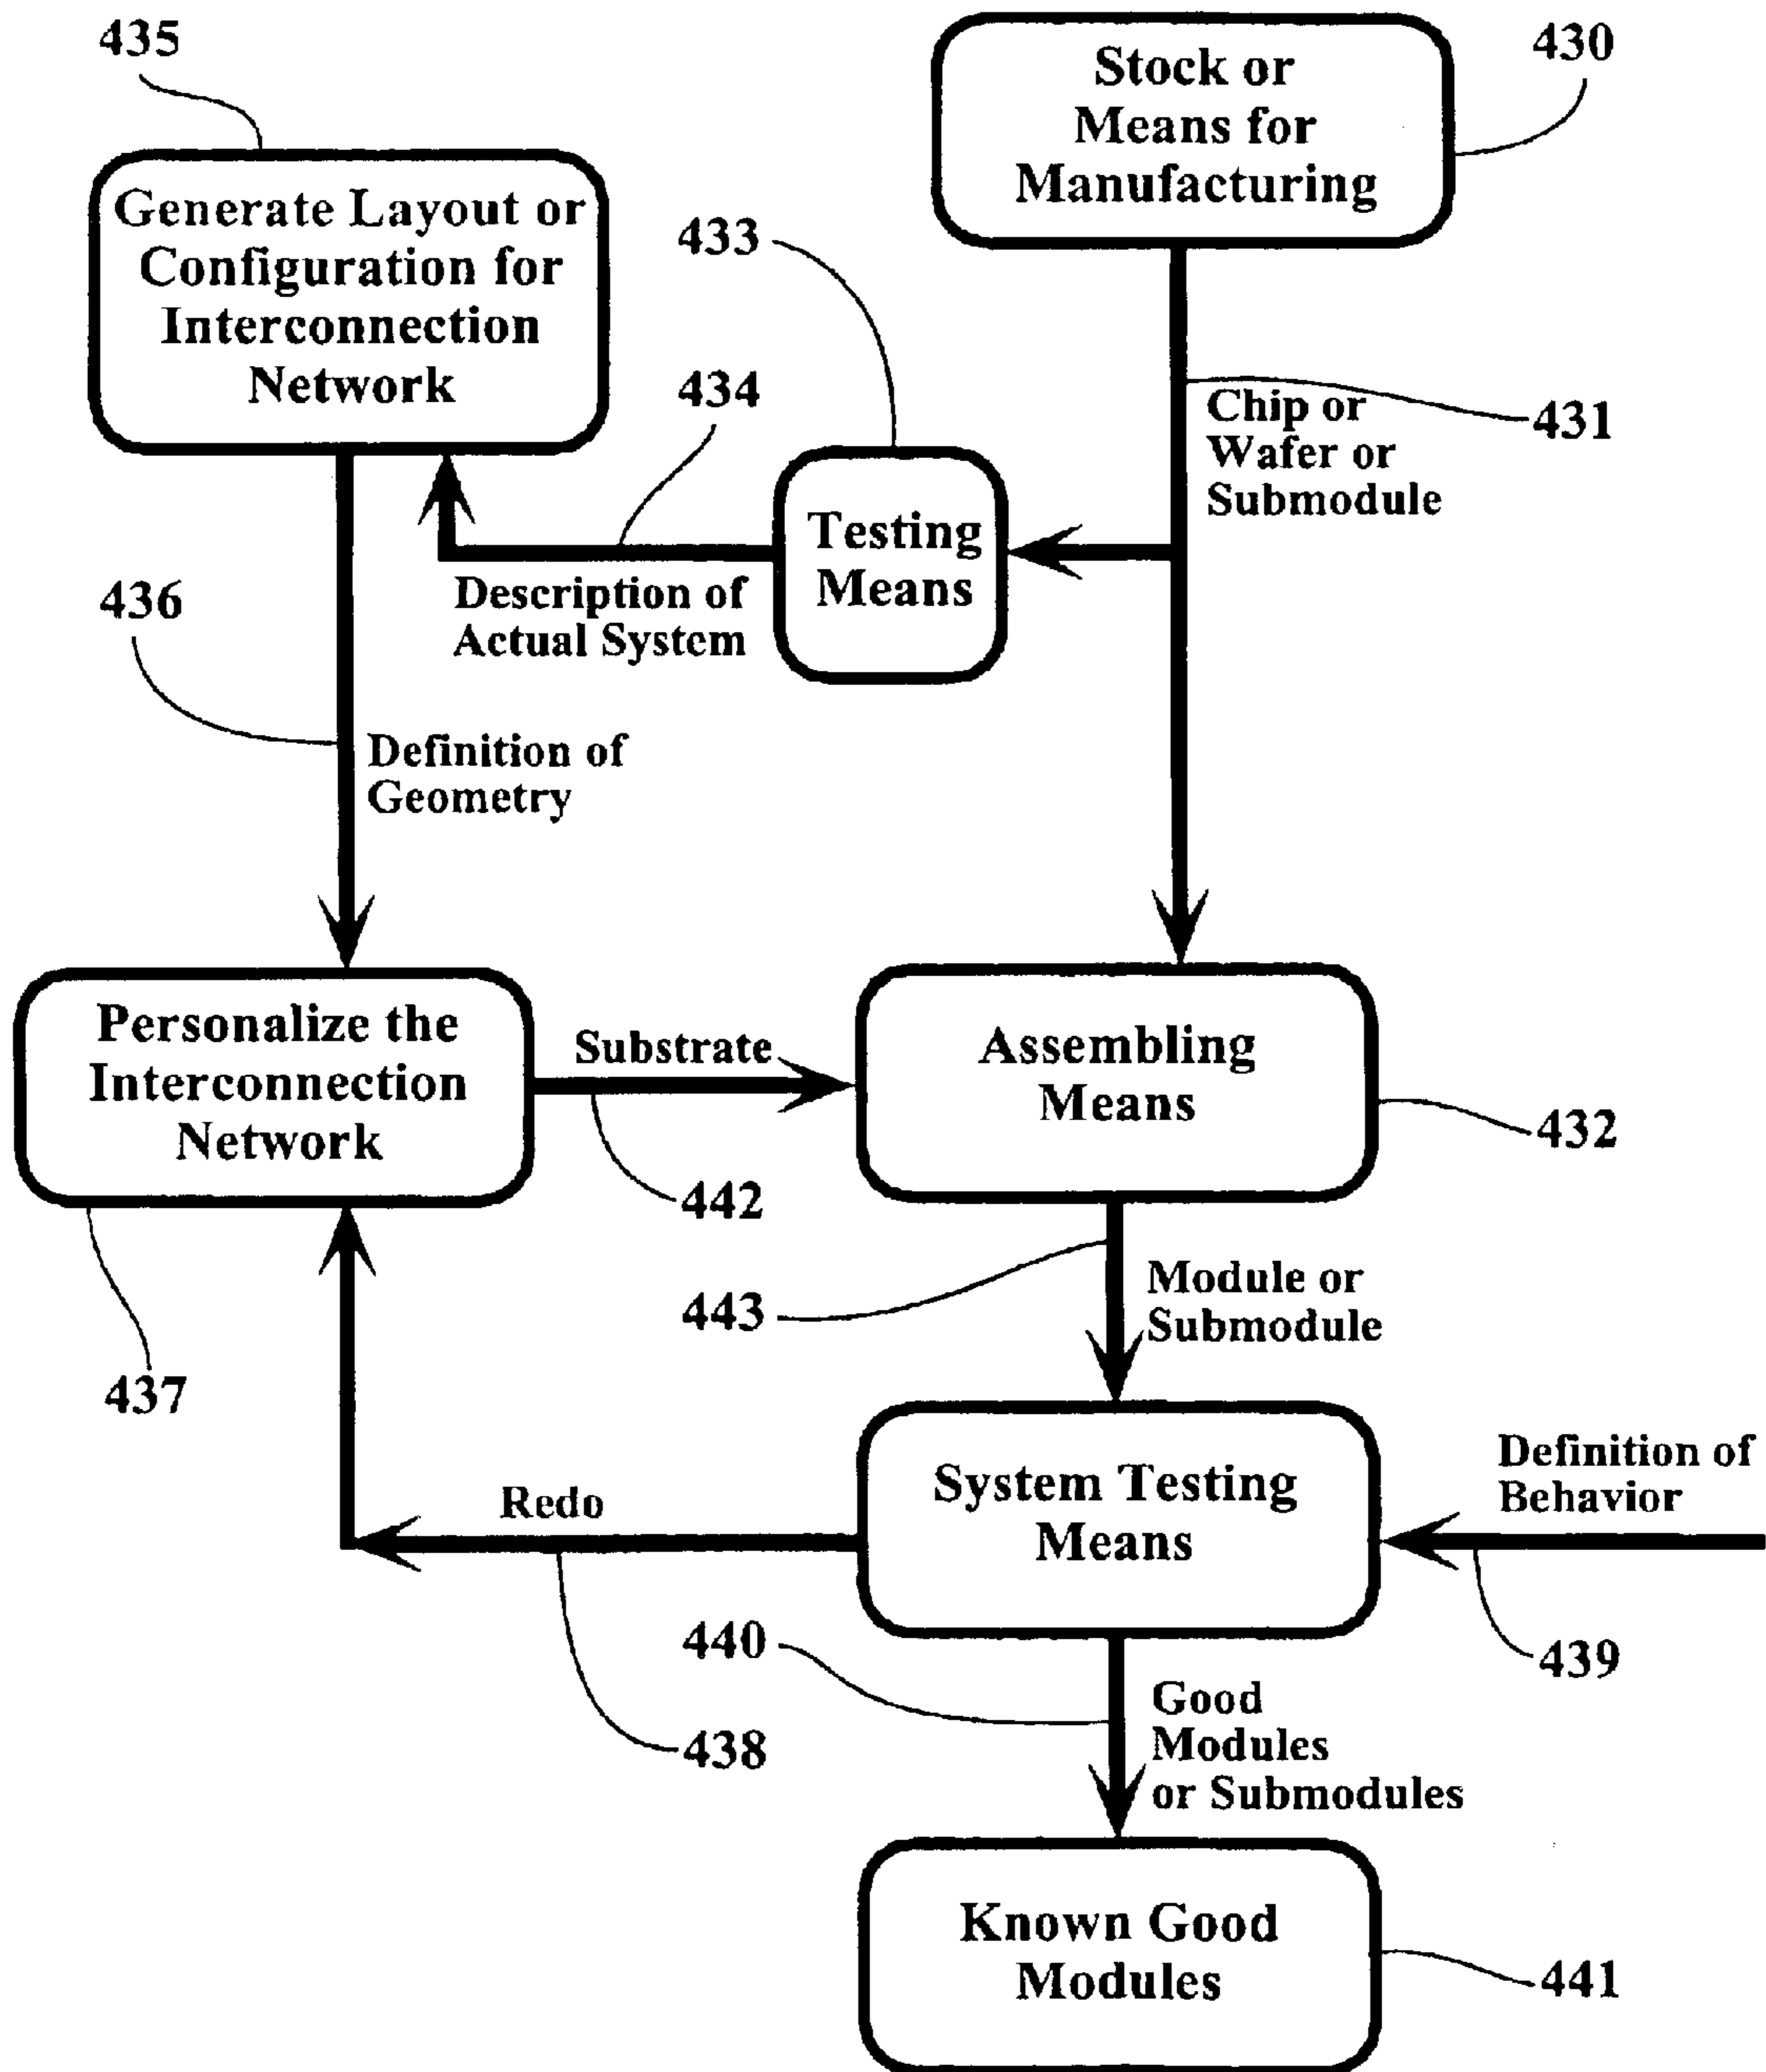 435
Stock or
Means for
Manufacturing
430
Generate Layout or
Configuration for
Interconnection
Network
433
434
Chip or
Wafer or
Submodule
431
Testing
Means
Description of
Actual System
436
Definition of
Geometry
Personalize the
Interconnection
Network
Substrate
Assembling
Means
432
442
443
Module or
Submodule
437
System Testing
Means
Definition of
Behavior
Redo
440
439
438
Good
Modules
or Submodules
Known Good
Modules
441